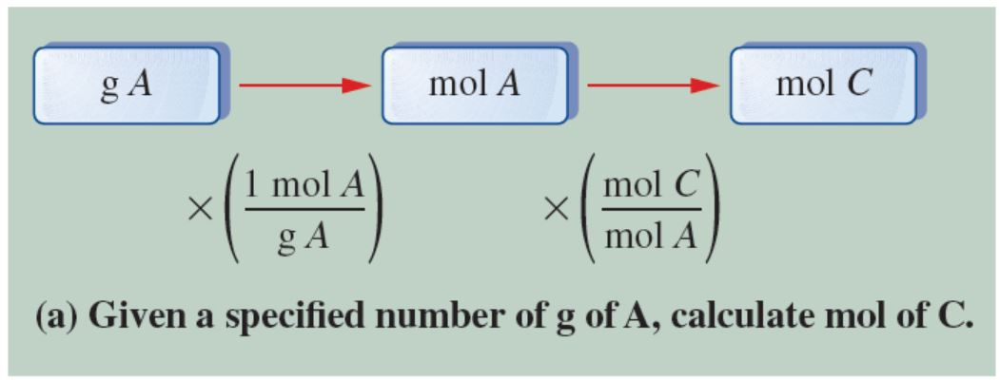 g A mol A mol C
× (1 mol A / g A) × (mol C / mol A)
(a) Given a specified number of g of A, calculate mol of C.